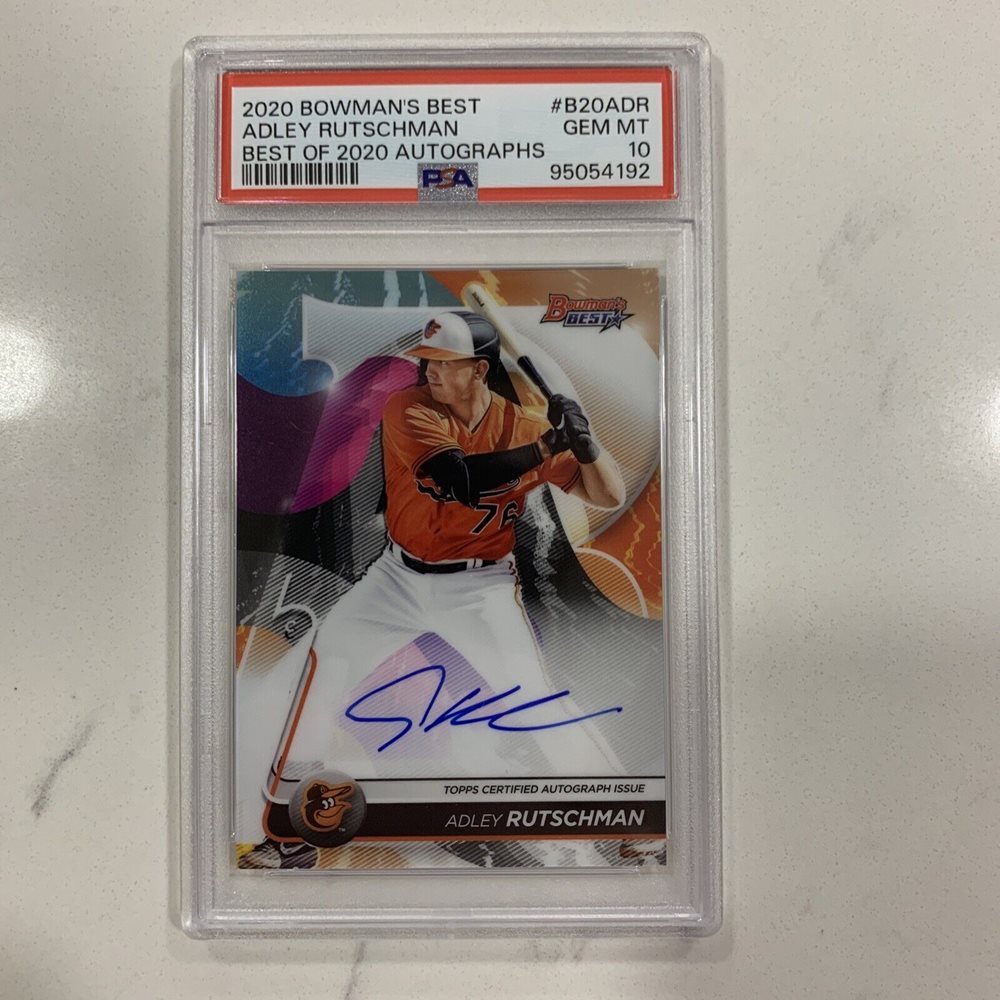 2020 BOWMAN'S BEST #B20ADR
ADLEY RUTSCHMAN GEM MT
BEST OF 2020 AUTOGRAPHS 10
PSA 95054192
Bowman's
BEST
76
TOPPS CERTIFIED AUTOGRAPH ISSUE
ADLEY RUTSCHMAN
TM